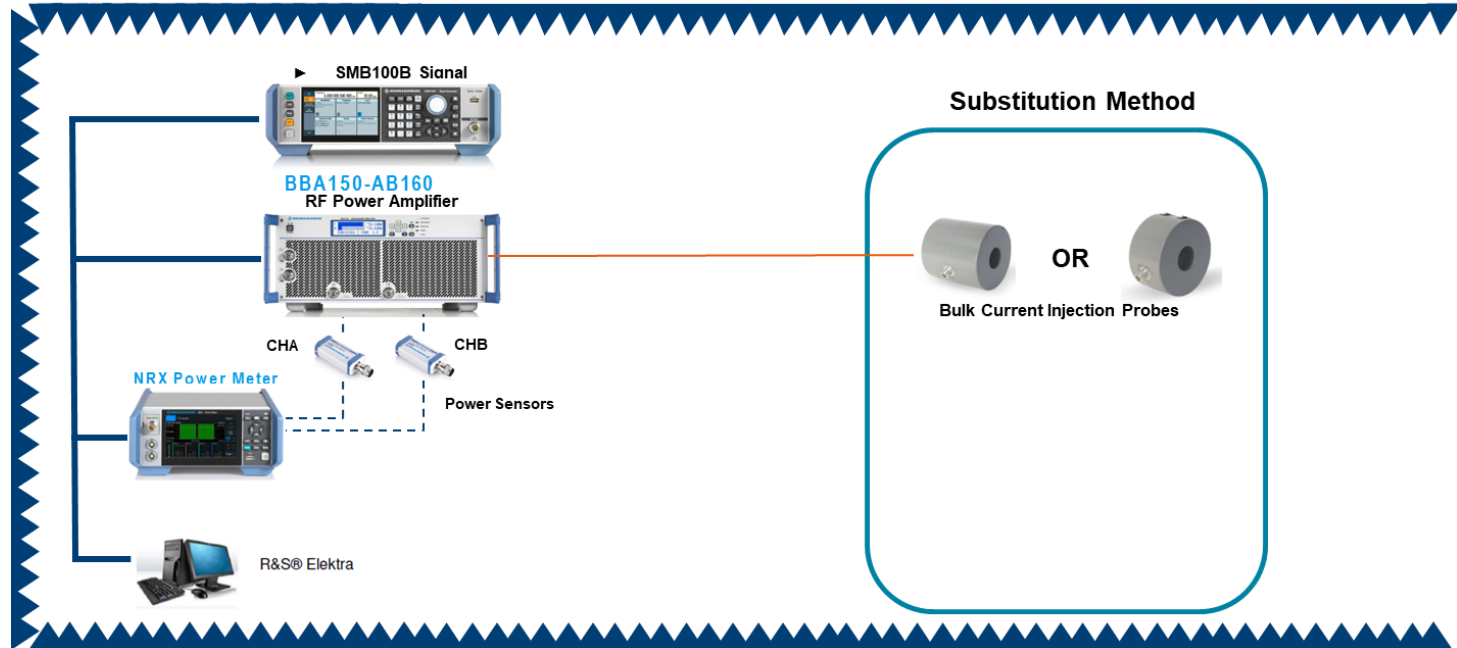 ► SMB100B Signal
Substitution Method
BBA150-AB160
RF Power Amplifier
OR
Bulk Current Injection Probes
CHA
CHB
NRX Power Meter
Power Sensors
R&S® Elektra